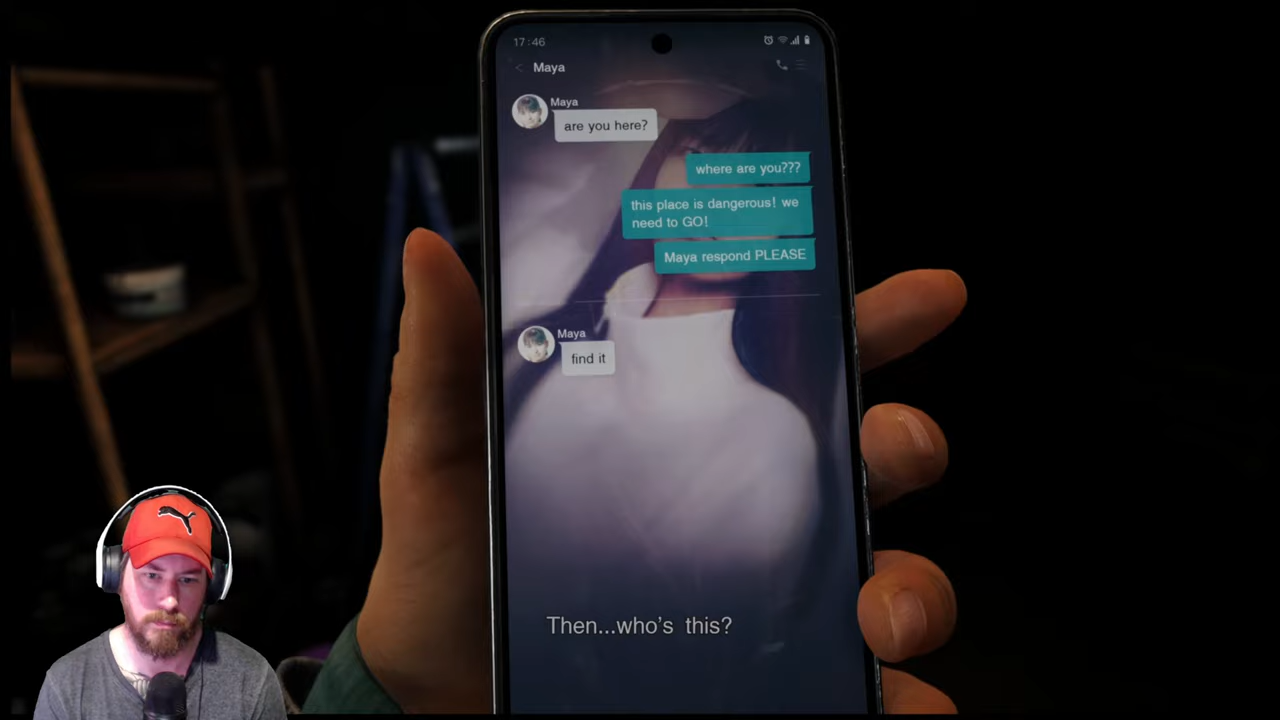 17:46
Maya
Maya
are you here?
where are you???
this place is dangerous! we
need to GO!
Maya respond PLEASE
Maya
find it
Then...who's this?